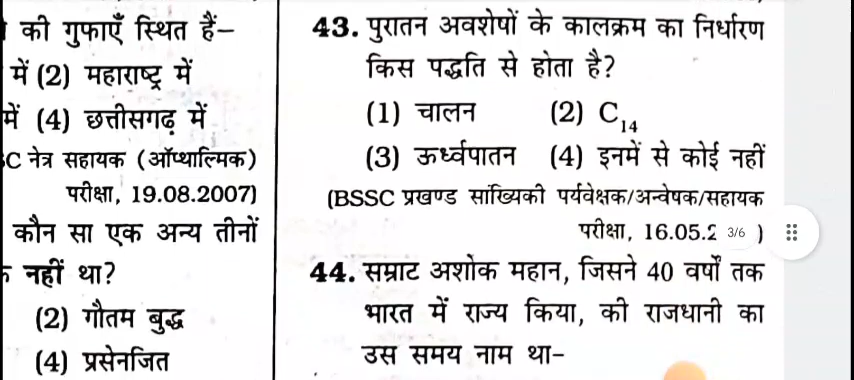 की गुफाएँ स्थित हैं–
में (2) महाराष्ट्र में
में (4) छत्तीसगढ़ में
नेत्र सहायक (ऑप्थाल्मिक)
परीक्षा, 19.08.2007)
कौन सा एक अन्य तीनों
नहीं था?
(2) गौतम बुद्ध
(4) प्रसेनजित
43. पुरातन अवशेषों के कालक्रम का निर्धारण
किस पद्धति से होता है?
(1) चालन (2) C₁₄
(3) ऊर्ध्वपातन (4) इनमें से कोई नहीं
(BSSC प्रखण्ड सांख्यिकी पर्यवेक्षक/अन्वेषक/सहायक
परीक्षा, 16.05.2 3/6 )
44. सम्राट अशोक महान, जिसने 40 वर्षों तक
भारत में राज्य किया, की राजधानी का
उस समय नाम था–